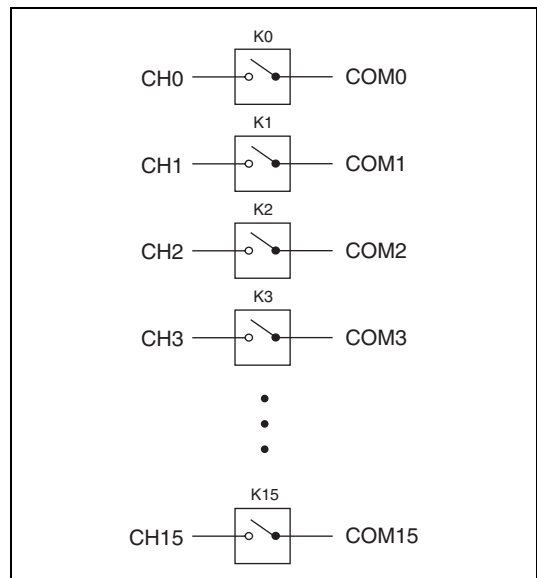 K0
CH0 COM0
K1
CH1 COM1
K2
CH2 COM2
K3
CH3 COM3
K15
CH15 COM15